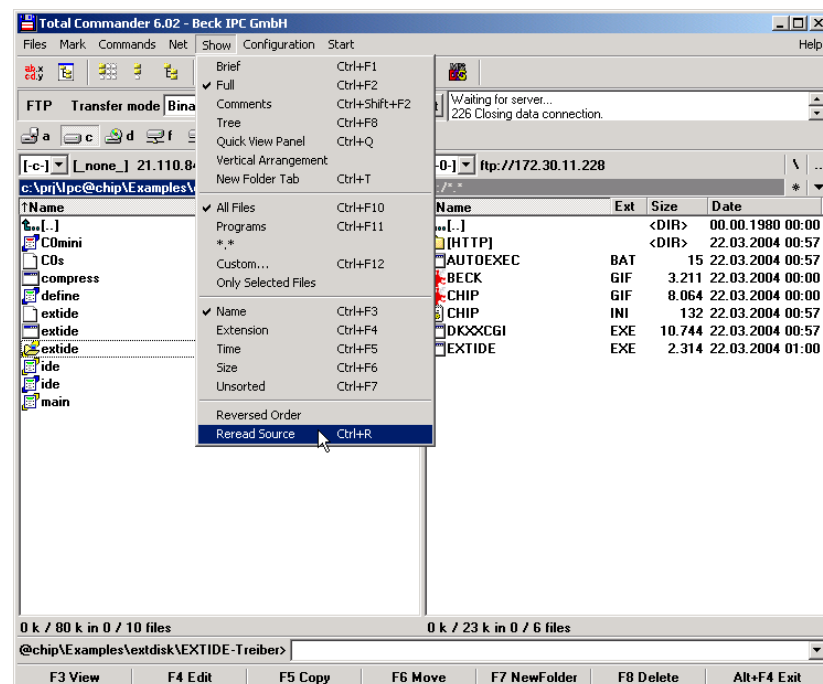 Total Commander 6.02 - Beck IPC GmbH
Files Mark Commands Net Show Configuration Start Help
FTP Transfer mode Bina
Waiting for server...
226 Closing data connection.
a c d f
[-c-] [_none_] 21.110.84
-0-] ftp://172.30.11.228 \ ..
c:\prj\Ipc@chip\Examples\
:/*.* *
↑Name
Name Ext Size Date
[..]
C0mini
C0s
compress
define
extide
extide
extide
ide
ide
main
Brief Ctrl+F1
✓ Full Ctrl+F2
Comments Ctrl+Shift+F2
Tree Ctrl+F8
Quick View Panel Ctrl+Q
Vertical Arrangement
New Folder Tab Ctrl+T
✓ All Files Ctrl+F10
Programs Ctrl+F11
*.*
Custom... Ctrl+F12
Only Selected Files
✓ Name Ctrl+F3
Extension Ctrl+F4
Time Ctrl+F5
Size Ctrl+F6
Unsorted Ctrl+F7
Reversed Order
Reread Source Ctrl+R
[..] <DIR> 00.00.1980 00:00
[HTTP] <DIR> 22.03.2004 00:57
AUTOEXEC BAT 15 22.03.2004 00:57
BECK GIF 3.211 22.03.2004 00:00
CHIP GIF 8.064 22.03.2004 00:00
CHIP INI 132 22.03.2004 00:57
DKXXCGI EXE 10.744 22.03.2004 00:57
EXTIDE EXE 2.314 22.03.2004 01:00
0 k / 80 k in 0 / 10 files
0 k / 23 k in 0 / 6 files
@chip\Examples\extdisk\EXTIDE-Treiber>
F3 View F4 Edit F5 Copy F6 Move F7 NewFolder F8 Delete Alt+F4 Exit